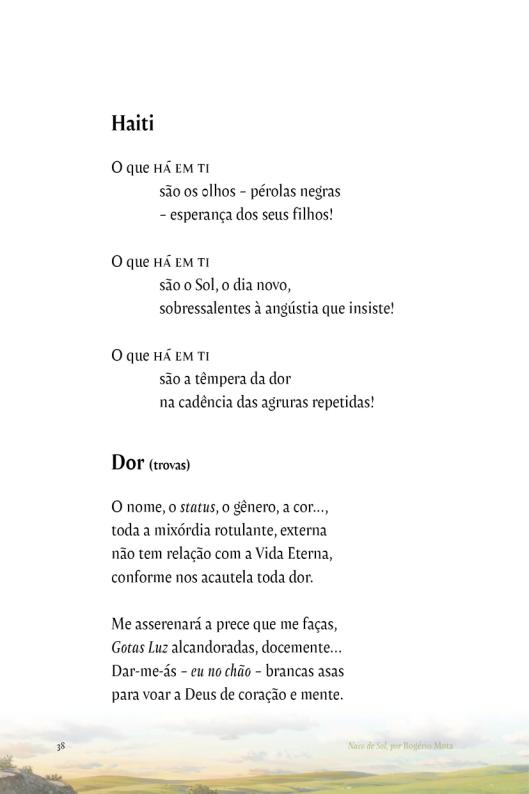 Haiti
O que HÁ EM TI
são os olhos – pérolas negras
– esperança dos seus filhos!
O que HÁ EM TI
são o Sol, o dia novo,
sobressalentes à angústia que insiste!
O que HÁ EM TI
são a têmpera da dor
na cadência das agruras repetidas!
Dor (trovas)
O nome, o status, o gênero, a cor...,
toda a mixórdia rotulante, externa
não tem relação com a Vida Eterna,
conforme nos acautela toda dor.
Me asserenará a prece que me faças,
Gotas Luz alcandoradas, docemente...
Dar-me-ás – eu no chão – brancas asas
para voar a Deus de coração e mente.
38 Naco de Sol, por Rogério Mota